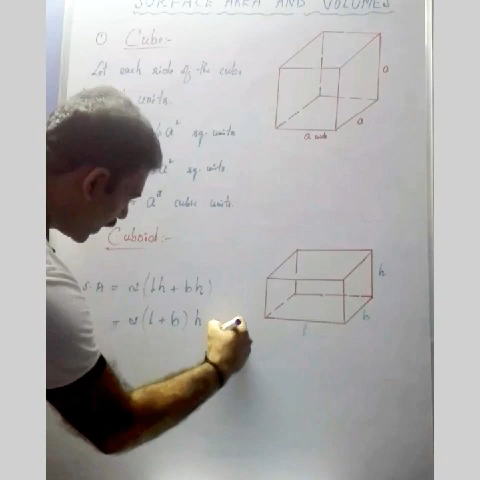 SURFACE AREA AND VOLUMES
① Cube:-
Let each side of the cube
units.
a² sq. units
a² sq. units
= a³ cubic units.
a
a
a units
Cuboid:-
S.A = 2(lh + bh)
= 2(l + b) h
h
b
l